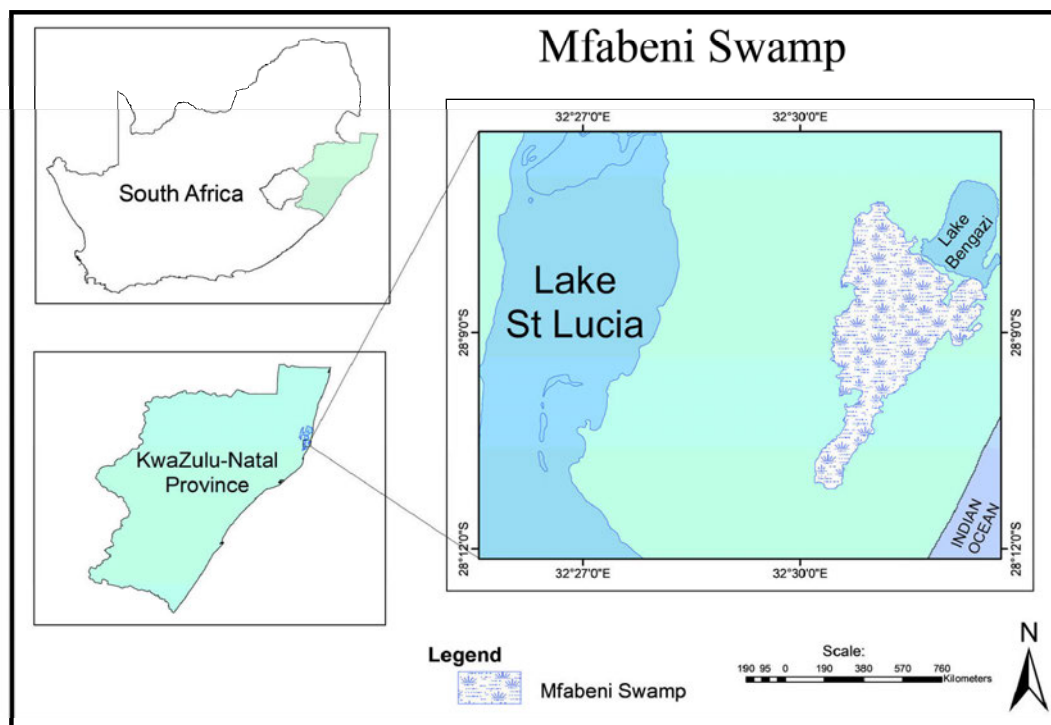 Mfabeni Swamp
South Africa
KwaZulu-Natal
Province
32°27'0"E
32°30'0"E
28°9'0"S
28°12'0"S
Lake
St Lucia
Lake
Bengazi
INDIAN
OCEAN
28°9'0"S
28°12'0"S
32°27'0"E
32°30'0"E
Legend
Mfabeni Swamp
Scale:
190 95 0 190 380 570 760
Kilometers
N